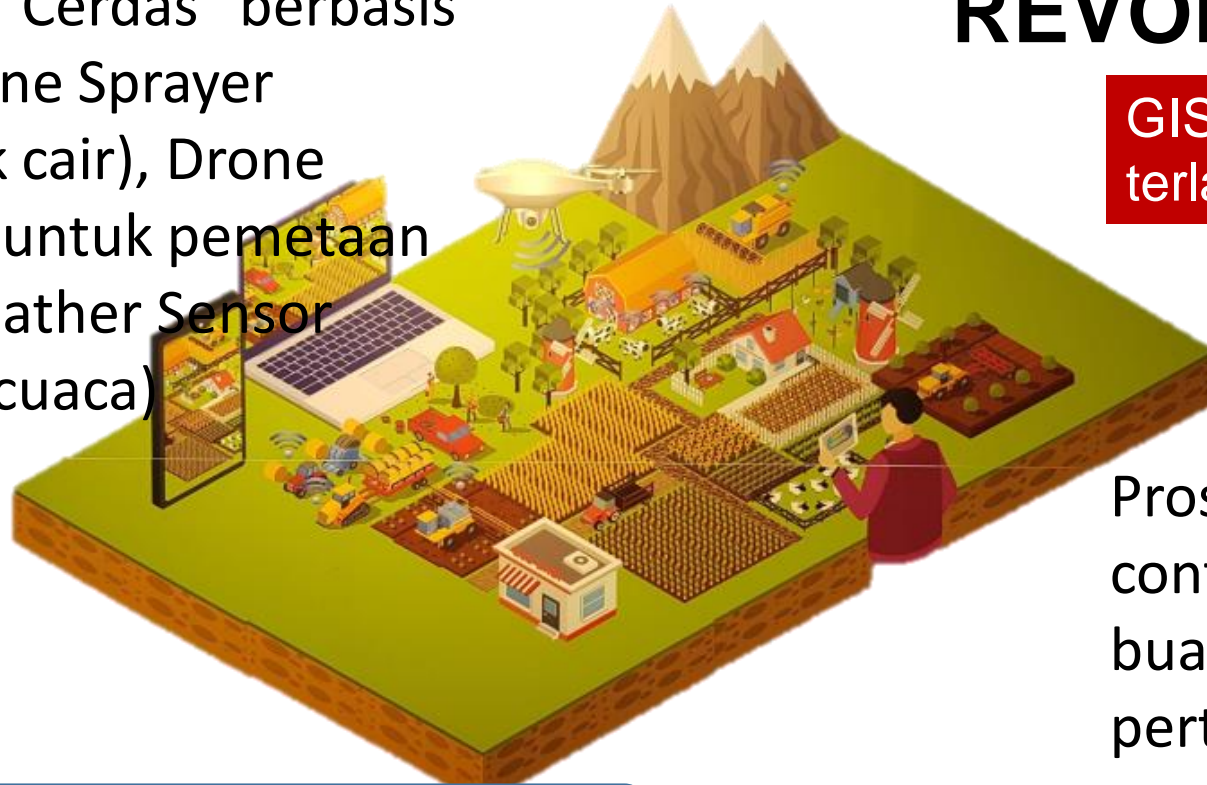 Cerdas berbasis
ne Sprayer
k cair), Drone
untuk pemetaan
ather Sensor
cuaca)
REVO
GIS
terla
Pros
con
bua
pert